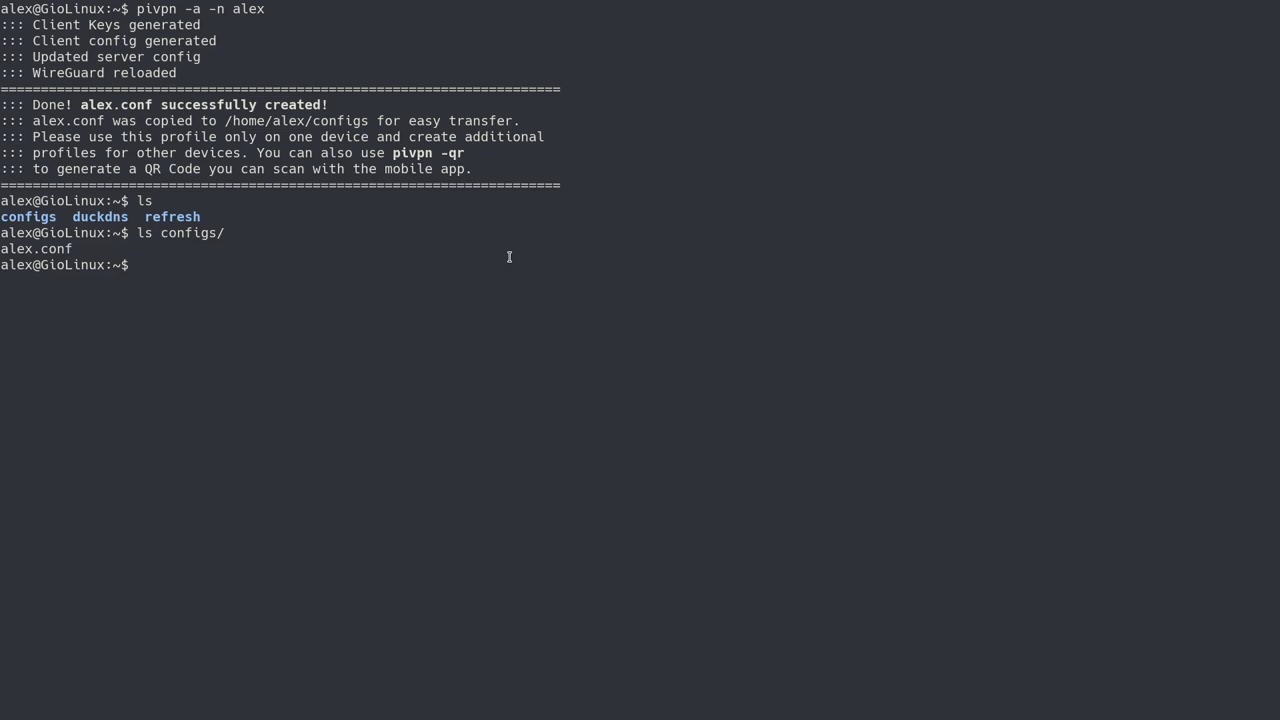 alex@GioLinux:~$ pivpn -a -n alex
::: Client Keys generated
::: Client config generated
::: Updated server config
::: WireGuard reloaded
======================================================================
::: Done! alex.conf successfully created!
::: alex.conf was copied to /home/alex/configs for easy transfer.
::: Please use this profile only on one device and create additional
::: profiles for other devices. You can also use pivpn -qr
::: to generate a QR Code you can scan with the mobile app.
======================================================================
alex@GioLinux:~$ ls
configs  duckdns  refresh
alex@GioLinux:~$ ls configs/
alex.conf
alex@GioLinux:~$